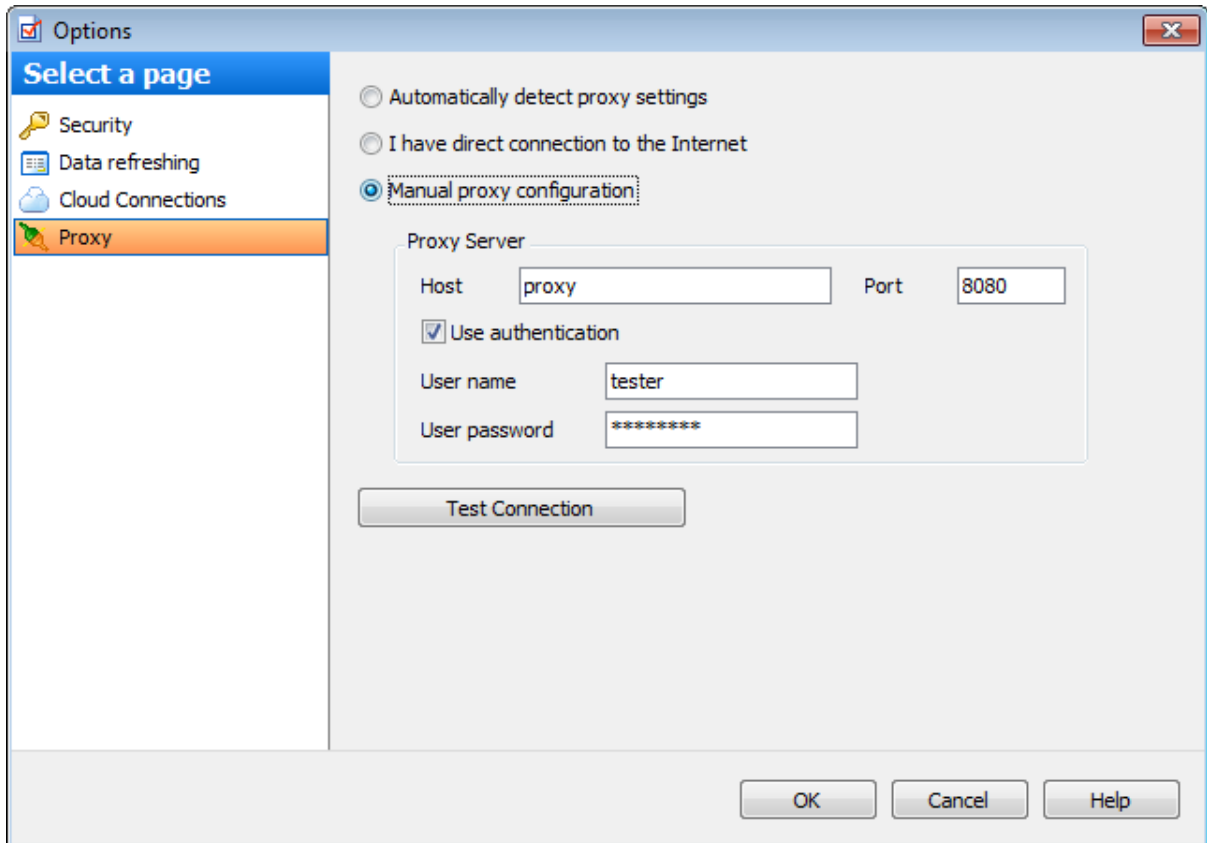 Options
Select a page
Security
Data refreshing
Cloud Connections
Proxy
Automatically detect proxy settings
I have direct connection to the Internet
Manual proxy configuration
Proxy Server
Host proxy Port 8080
Use authentication
User name tester
User password ********
Test Connection
OK Cancel Help